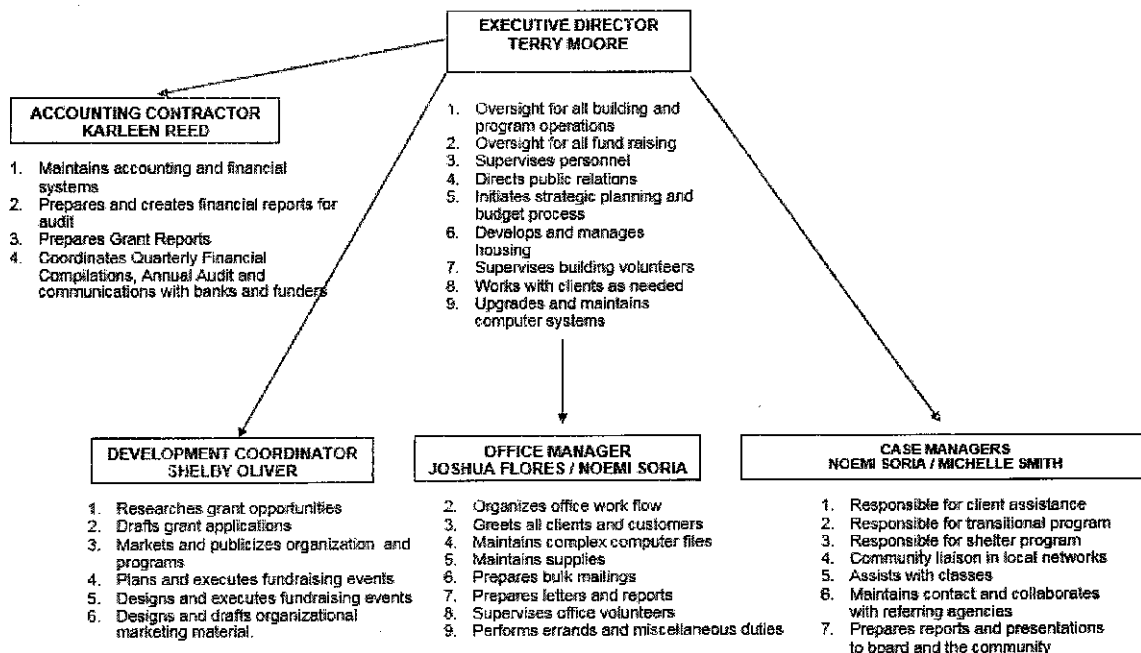 EXECUTIVE DIRECTOR
TERRY MOORE
ACCOUNTING CONTRACTOR
KARLEEN REED
1. Maintains accounting and financial
systems
2. Prepares and creates financial reports for
audit
3. Prepares Grant Reports
4. Coordinates Quarterly Financial
Compilations, Annual Audit and
communications with banks and funders
1. Oversight for all building and
program operations
2. Oversight for all fund raising
3. Supervises personnel
4. Directs public relations
5. Initiates strategic planning and
budget process
6. Develops and manages
housing
7. Supervises building volunteers
8. Works with clients as needed
9. Upgrades and maintains
computer systems
DEVELOPMENT COORDINATOR
SHELBY OLIVER
1. Researches grant opportunities
2. Drafts grant applications
3. Markets and publicizes organization and
programs
4. Plans and executes fundraising events
5. Designs and executes fundraising events
6. Designs and drafts organizational
marketing material.
OFFICE MANAGER
JOSHUA FLORES / NOEMI SORIA
2. Organizes office work flow
3. Greets all clients and customers
4. Maintains complex computer files
5. Maintains supplies
6. Prepares bulk mailings
7. Prepares letters and reports
8. Supervises office volunteers
9. Performs errands and miscellaneous duties
CASE MANAGERS
NOEMI SORIA / MICHELLE SMITH
1. Responsible for client assistance
2. Responsible for transitional program
3. Responsible for shelter program
4. Community liaison in local networks
5. Assists with classes
6. Maintains contact and collaborates
with referring agencies
7. Prepares reports and presentations
to board and the community